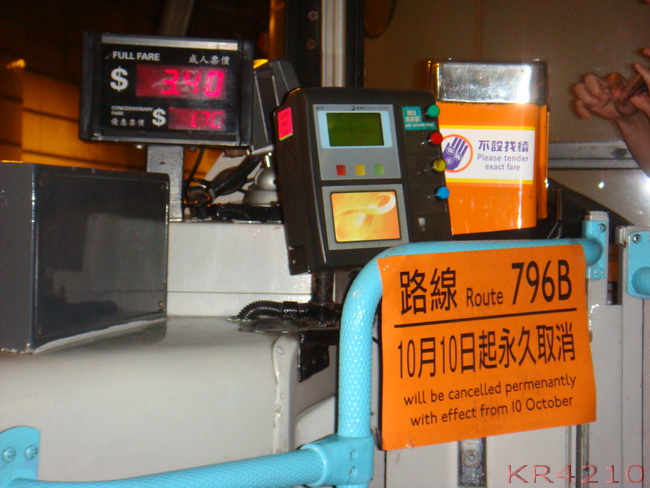 FULL FARE 成人票價
$ 3.40
CONCESSIONARY FARE
優惠票價 $
不設找續
Please tender
exact fare
路線 Route 796B
10月10日起永久取消
will be cancelled permenantly
with effect from 10 October
KR4210